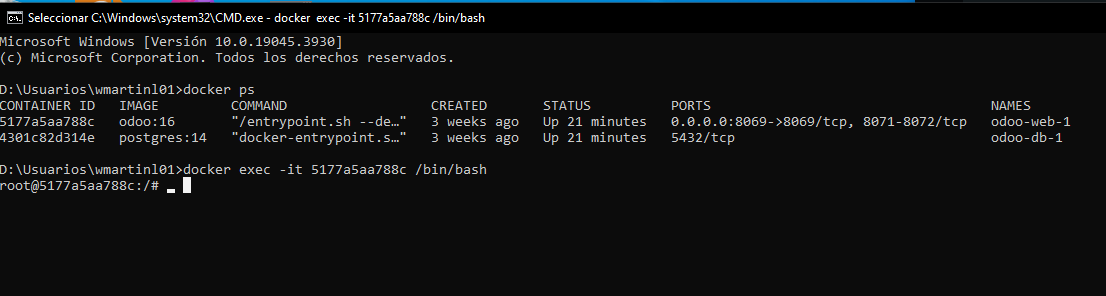 Seleccionar C:\Windows\system32\CMD.exe - docker exec -it 5177a5aa788c /bin/bash
Microsoft Windows [Versión 10.0.19045.3930]
(c) Microsoft Corporation. Todos los derechos reservados.
D:\Usuarios\wmartinl01>docker ps
CONTAINER ID   IMAGE         COMMAND                  CREATED       STATUS          PORTS                                        NAMES
5177a5aa788c   odoo:16       "/entrypoint.sh --de…"   3 weeks ago   Up 21 minutes   0.0.0.0:8069->8069/tcp, 8071-8072/tcp   odoo-web-1
4301c82d314e   postgres:14   "docker-entrypoint.s…"   3 weeks ago   Up 21 minutes   5432/tcp                                     odoo-db-1
D:\Usuarios\wmartinl01>docker exec -it 5177a5aa788c /bin/bash
root@5177a5aa788c:/#